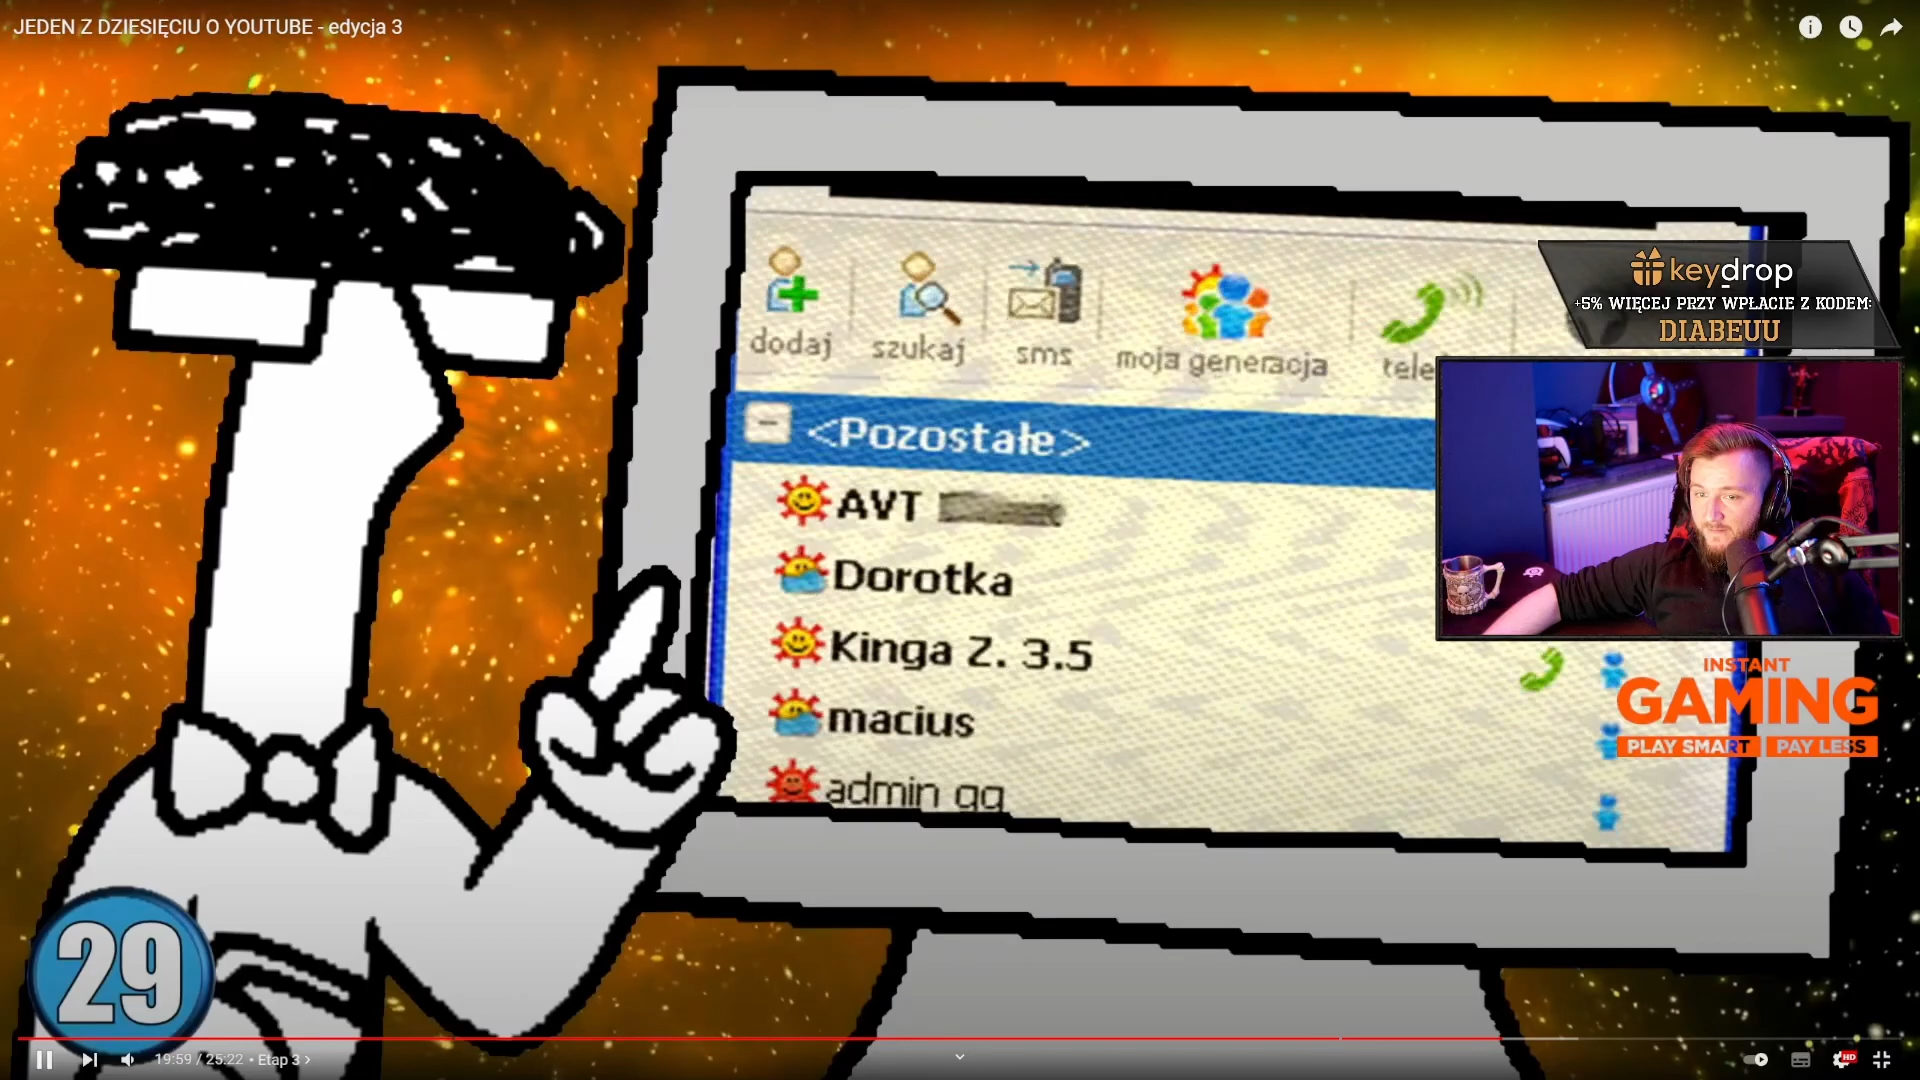 JEDEN Z DZIESIĘCIU O YOUTUBE - edycja 3
dodaj
szukaj
sms
moja generacja
tele
keydrop
+5% WIĘCEJ PRZY WPŁACIE Z KODEM:
DIABEUU
<Pozostałe>
AVT
Dorotka
Kinga Z. 3.5
macius
admin gg
INSTANT
GAMING
PLAY SMART PAY LESS
29
19:59 / 25:22 • Etap 3 ›
HD